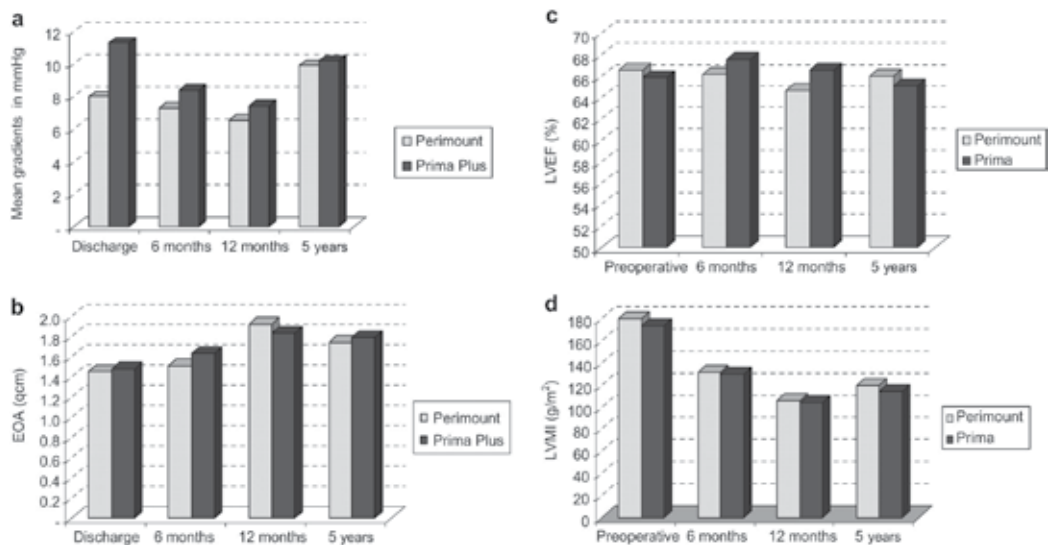 a
Mean gradients in mmHg
12
10
8
6
4
2
-
Discharge 6 months 12 months 5 years
Perimount
Prima Plus
b
EOA (qcm)
2.0
1.8
1.6
1.4
1.2
1.0
0.8
0.6
0.4
0.2
-
Discharge 6 months 12 months 5 years
Perimount
Prima Plus
c
LVEF (%)
70
68
66
64
62
60
58
56
54
52
50
Preoperative 6 months 12 months 5 years
Perimount
Prima
d
LVMI (g/m²)
180
160
140
120
100
80
60
40
20
0
Preoperative 6 months 12 months 5 years
Perimount
Prima